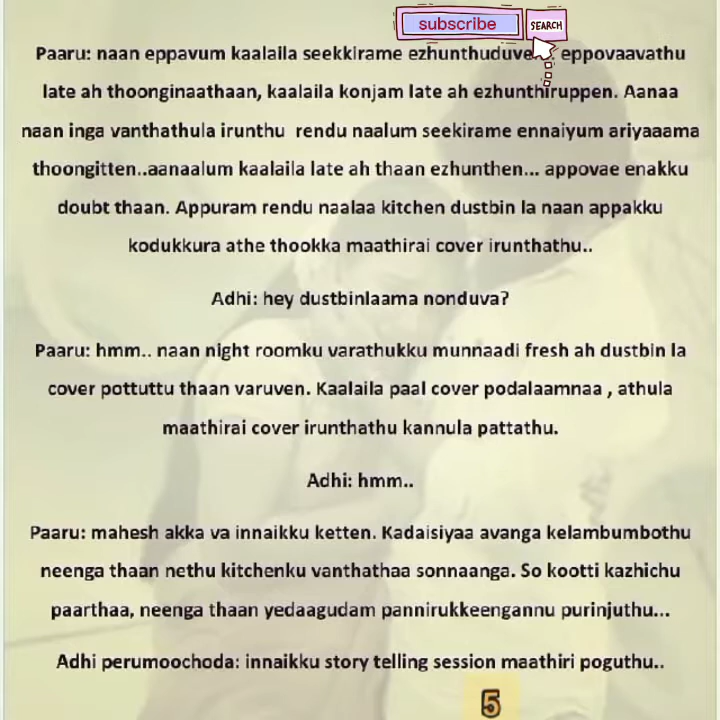 subscribe
SEARCH
Paaru: naan eppavum kaalaila seekkirame ezhunthuduve... eppovaavathu
late ah thoonginaathaan, kaalaila konjam late ah ezhunthiruppen. Aanaa
naan inga vanthathula irunthu rendu naalum seekirame ennaiyum ariyaaama
thoongitten..aanaalum kaalaila late ah thaan ezhunthen... appovae enakku
doubt thaan. Appuram rendu naalaa kitchen dustbin la naan appakku
kodukkura athe thookka maathirai cover irunthathu..
Adhi: hey dustbinlaama nonduva?
Paaru: hmm.. naan night roomku varathukku munnaadi fresh ah dustbin la
cover pottuttu thaan varuven. Kaalaila paal cover podalaamnaa , athula
maathirai cover irunthathu kannula pattathu.
Adhi: hmm..
Paaru: mahesh akka va innaikku ketten. Kadaisiyaa avanga kelambumbothu
neenga thaan nethu kitchenku vanthathaa sonnaanga. So kootti kazhichu
paarthaa, neenga thaan yedaagudam pannirukkeengannu purinjuthu...
Adhi perumoochoda: innaikku story telling session maathiri poguthu..
5